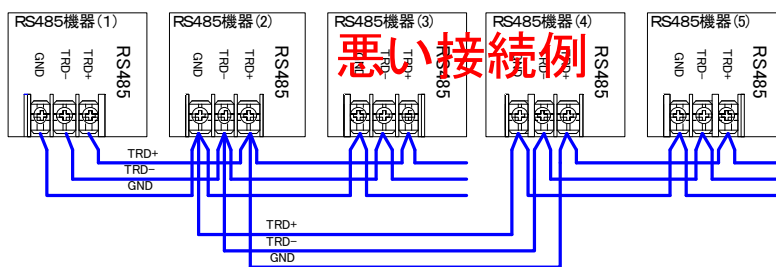 RS485機器(1)
RS485機器(2)
RS485機器(3)
RS485機器(4)
RS485機器(5)
悪い接続例
GND
TRD-
TRD+
RS485
GND
TRD-
TRD+
RS485
GND
TRD-
TRD+
RS485
GND
TRD-
TRD+
RS485
GND
TRD-
TRD+
RS485
TRD+
TRD-
GND
TRD+
TRD-
GND